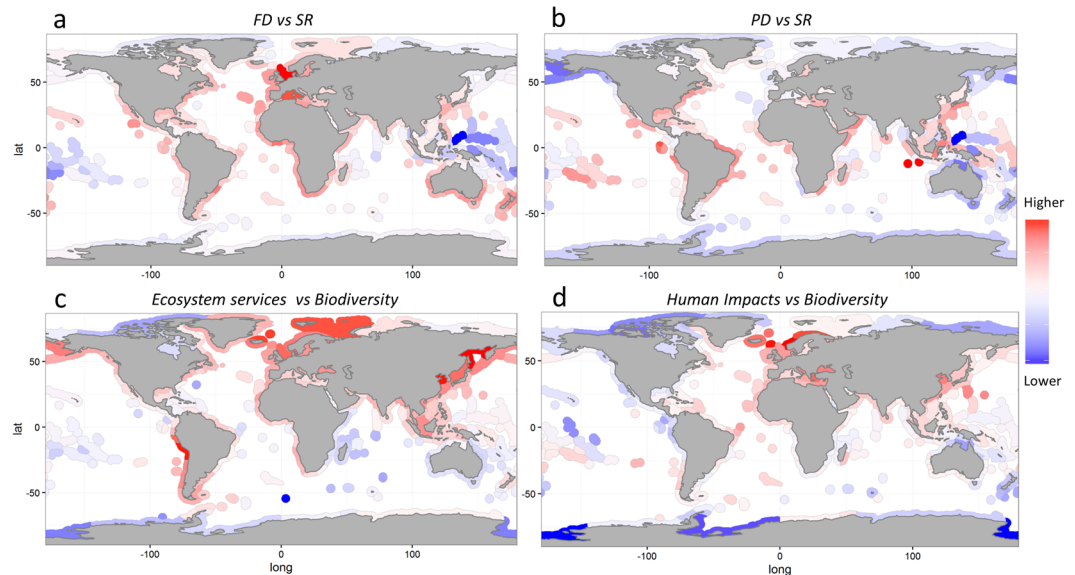 a
FD vs SR
b
PD vs SR
lat
50
0
-50
50
0
-50
-100
0
100
-100
0
100
Higher
Lower
c
Ecosystem services vs Biodiversity
d
Human Impacts vs Biodiversity
lat
50
0
-50
50
0
-50
-100
0
100
long
-100
0
100
long